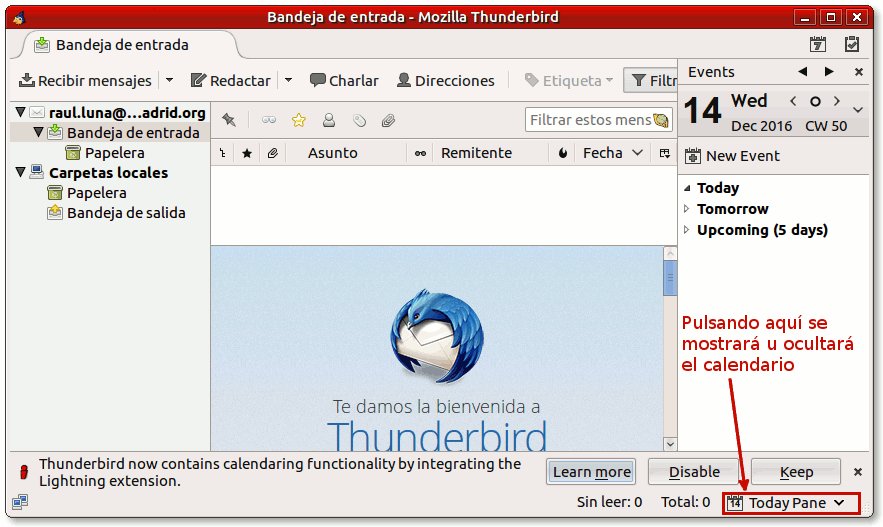 Bandeja de entrada - Mozilla Thunderbird
Bandeja de entrada
7
Recibir mensajes
Redactar
Charlar
Direcciones
Etiqueta
Filtr
raul.luna@...adrid.org
Bandeja de entrada
Papelera
Carpetas locales
Papelera
Bandeja de salida
Filtrar estos mens
Asunto
Remitente
Fecha
Te damos la bienvenida a
Thunderbird
Events
14
Wed
Dec 2016 CW 50
New Event
Today
Tomorrow
Upcoming (5 days)
Pulsando aquí se
mostrará u ocultará
el calendario
Thunderbird now contains calendaring functionality by integrating the
Lightning extension.
Learn more
Disable
Keep
Sin leer: 0
Total: 0
14 Today Pane